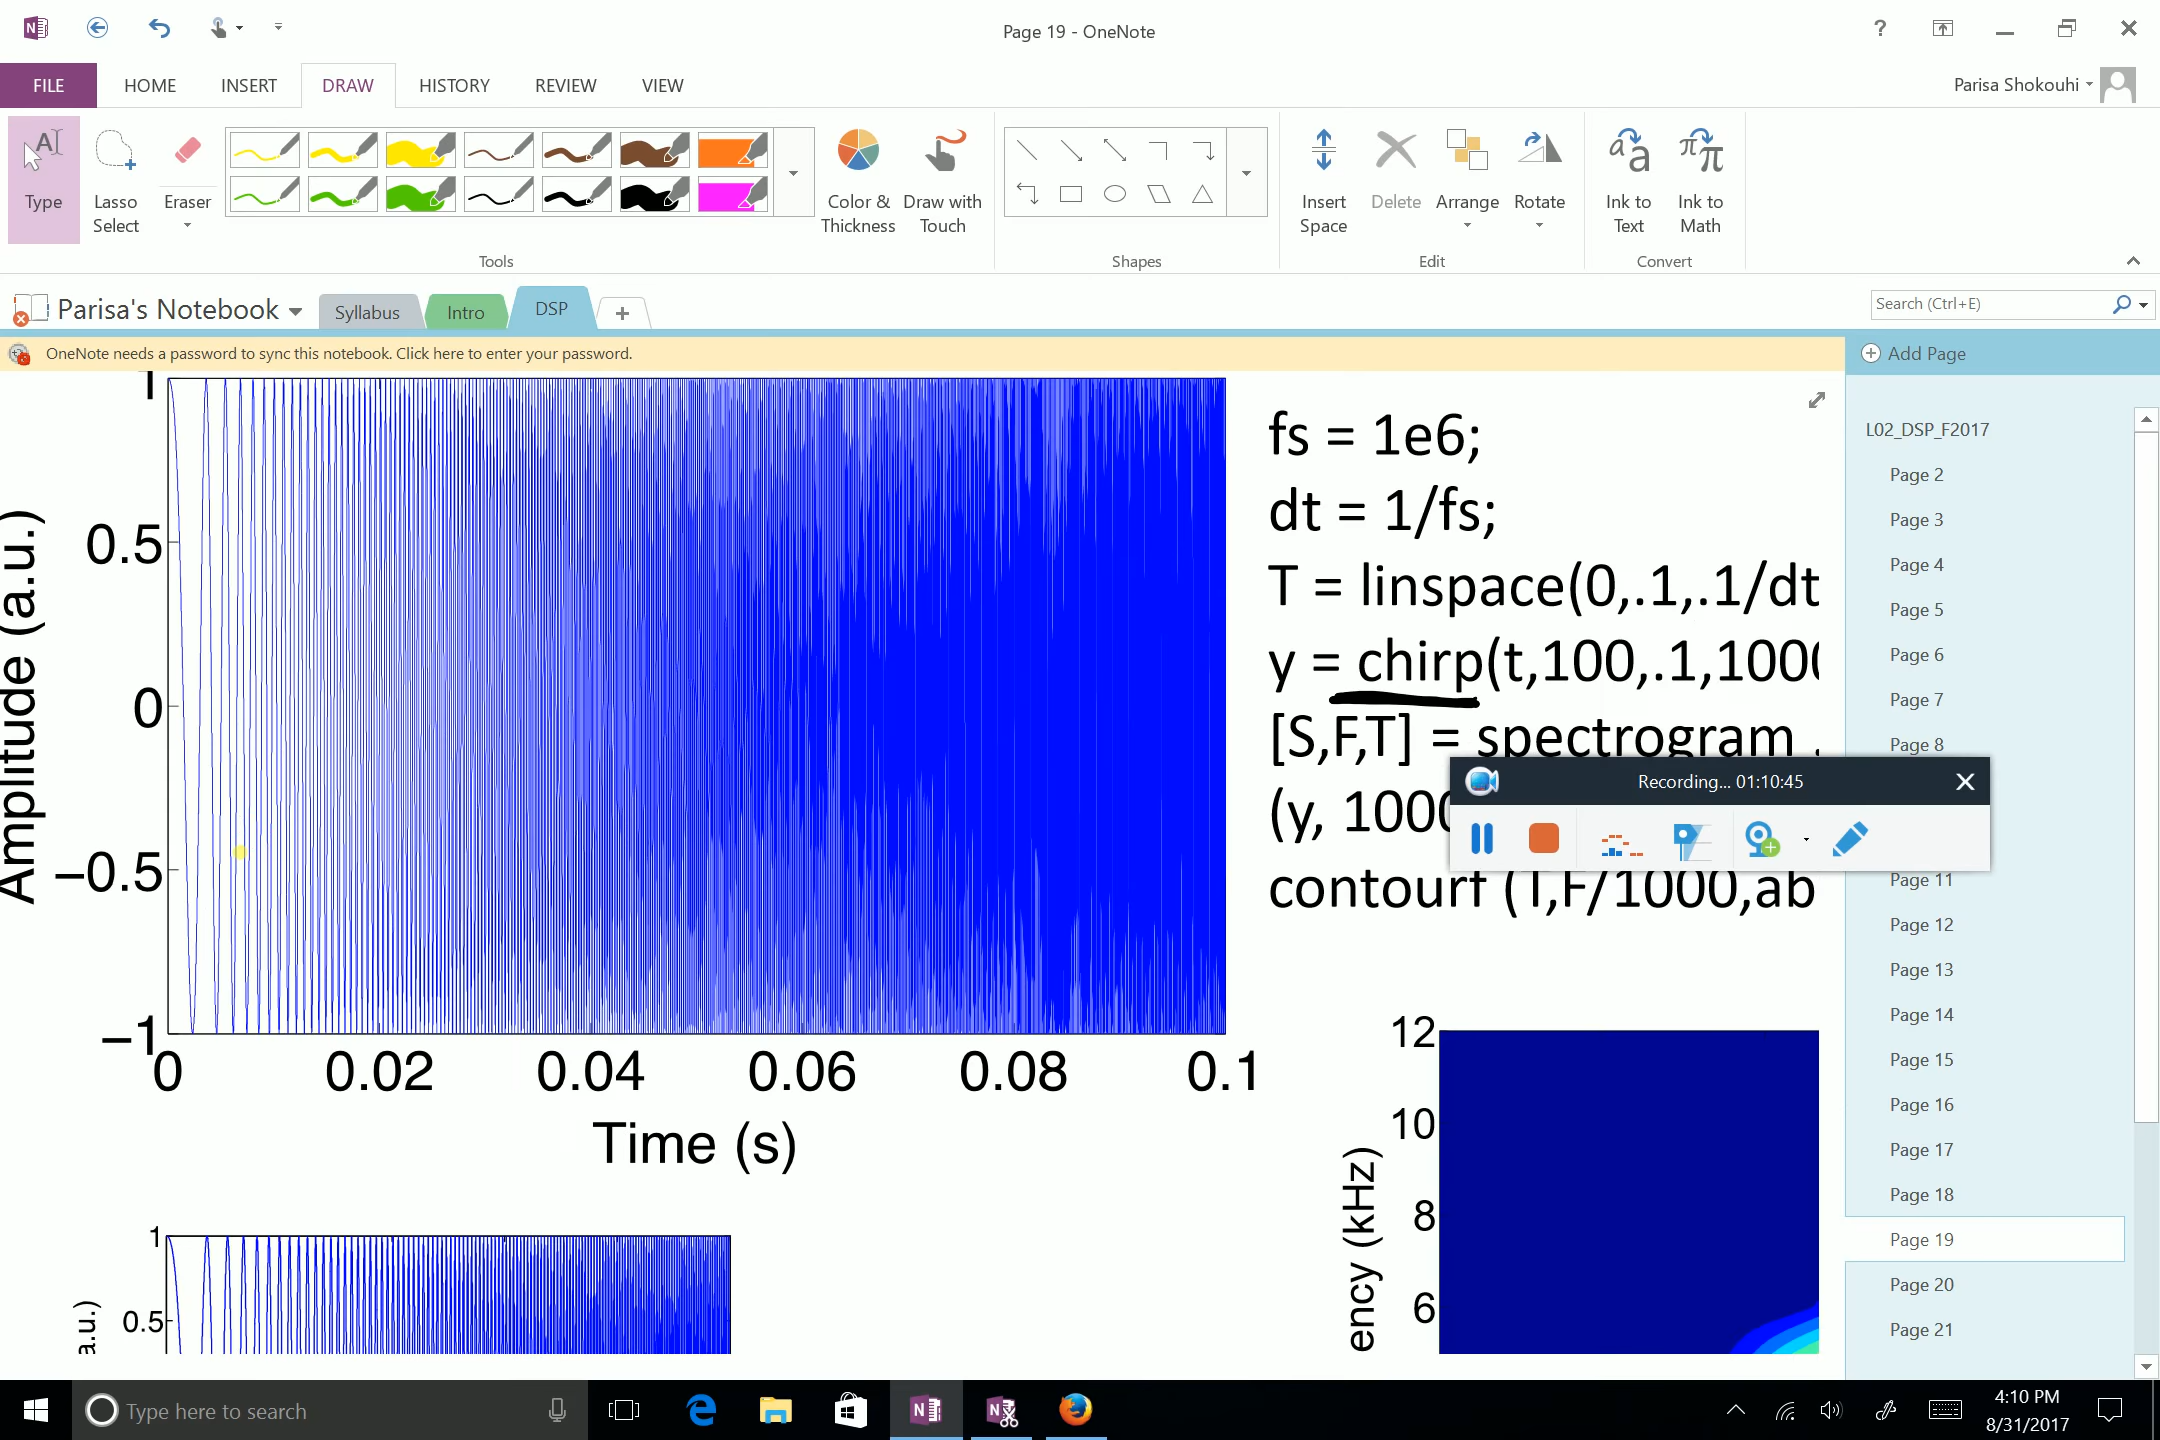 Page 19 - OneNote
?
FILE
HOME
INSERT
DRAW
HISTORY
REVIEW
VIEW
Parisa Shokouhi
Type
Lasso
Select
Eraser
Color &
Thickness
Draw with
Touch
Insert
Space
Delete
Arrange
Rotate
Ink to
Text
Ink to
Math
Tools
Shapes
Edit
Convert
Parisa's Notebook
Syllabus
Intro
DSP
Search (Ctrl+E)
OneNote needs a password to sync this notebook. Click here to enter your password.
Add Page
L02_DSP_F2017
Page 2
Page 3
Page 4
Page 5
Page 6
Page 7
Page 8
Page 11
Page 12
Page 13
Page 14
Page 15
Page 16
Page 17
Page 18
Page 19
Page 20
Page 21
1
0.5
0
−0.5
−1
Amplitude (a.u.)
0 0.02 0.04 0.06 0.08 0.1
Time (s)
fs = 1e6;
dt = 1/fs;
T = linspace(0,.1,.1/dt
y = chirp(t,100,.1,1000
[S,F,T] = spectrogram .
(y, 1000
contourf (T,F/1000,ab
Recording... 01:10:45
12
10
8
6
ency (kHz)
1
0.5
a.u.)
Type here to search
4:10 PM
8/31/2017